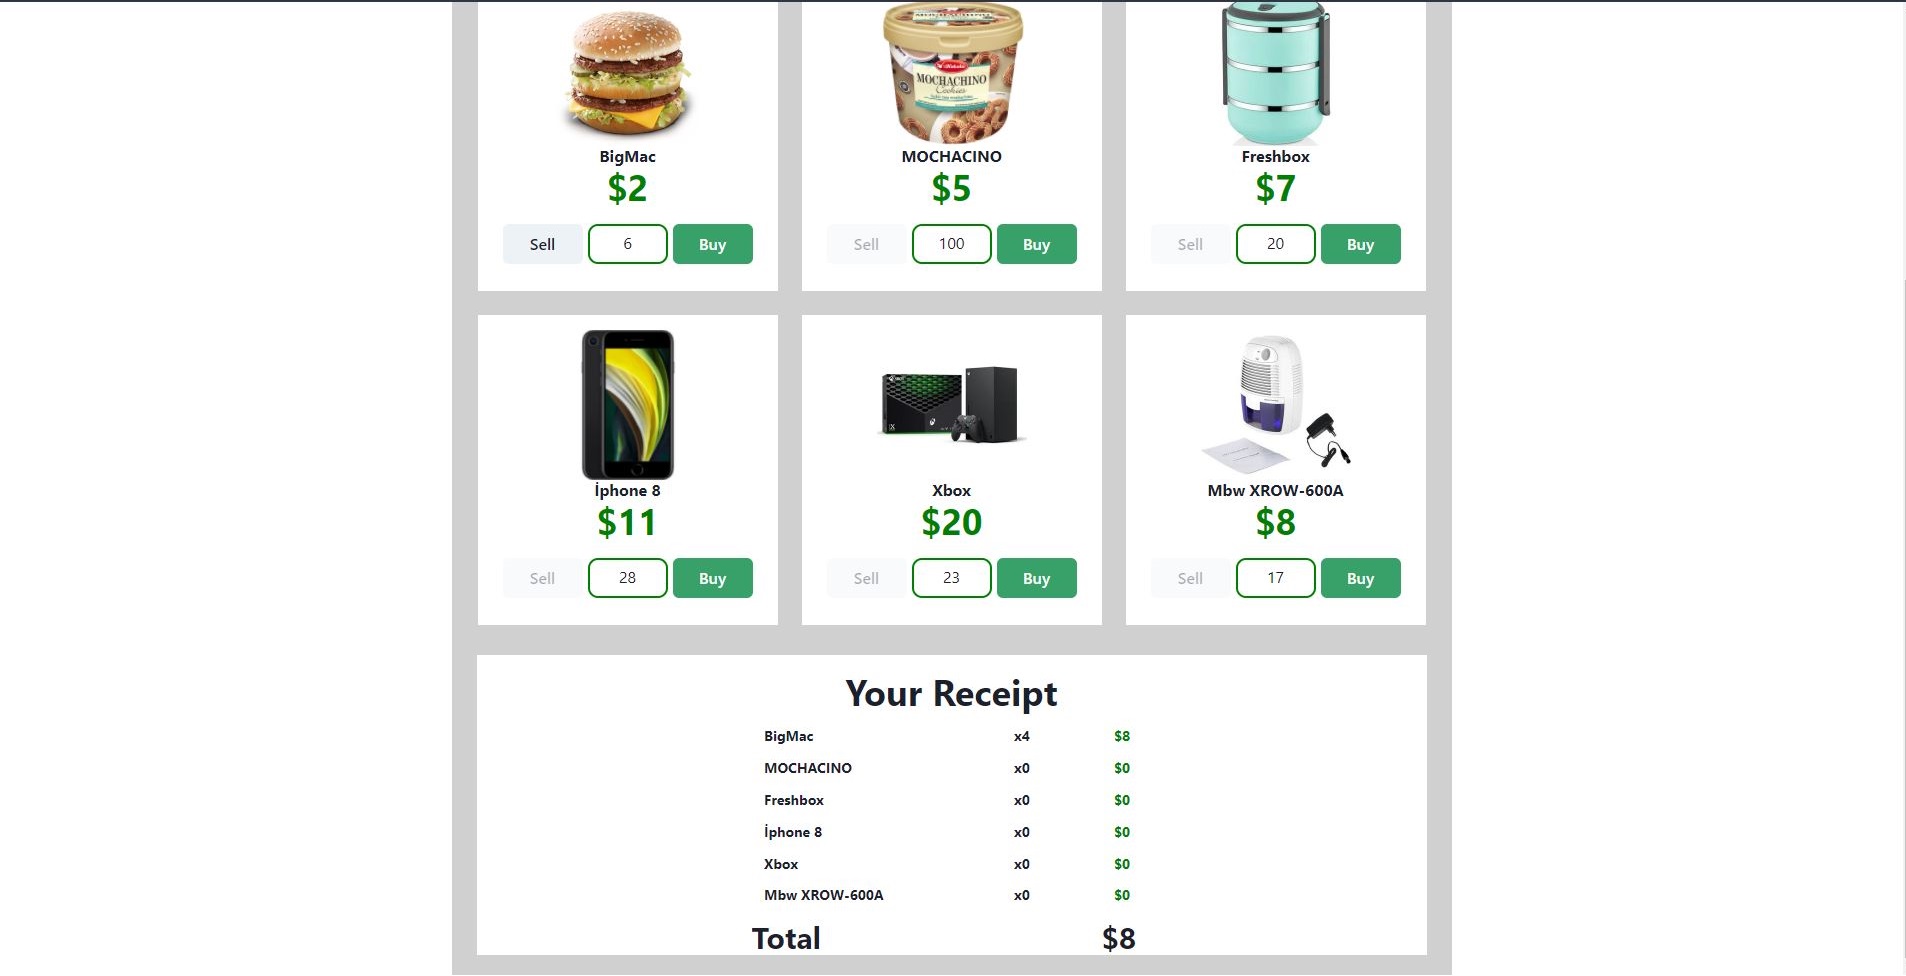 MOCHACHINO
Cookies
BigMac
MOCHACINO
Freshbox
$2
$5
$7
Sell
6
Buy
Sell
100
Buy
Sell
20
Buy
İphone 8
Xbox
Mbw XROW-600A
$11
$20
$8
Sell
28
Buy
Sell
23
Buy
Sell
17
Buy
Your Receipt
BigMac x4 $8
MOCHACINO x0 $0
Freshbox x0 $0
İphone 8 x0 $0
Xbox x0 $0
Mbw XROW-600A x0 $0
Total $8